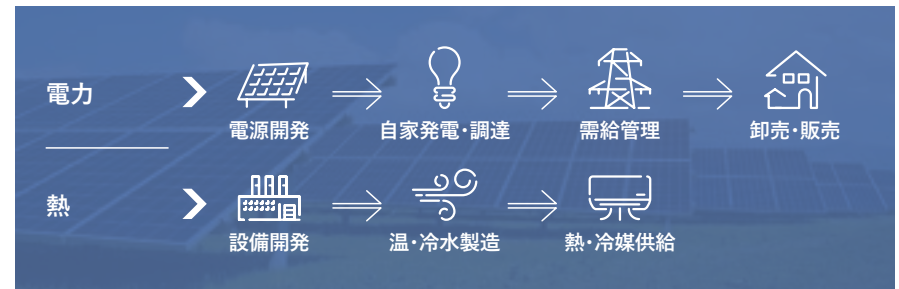 電力
電源開発
自家発電・調達
需給管理
卸売・販売
熱
設備開発
温・冷水製造
熱・冷媒供給